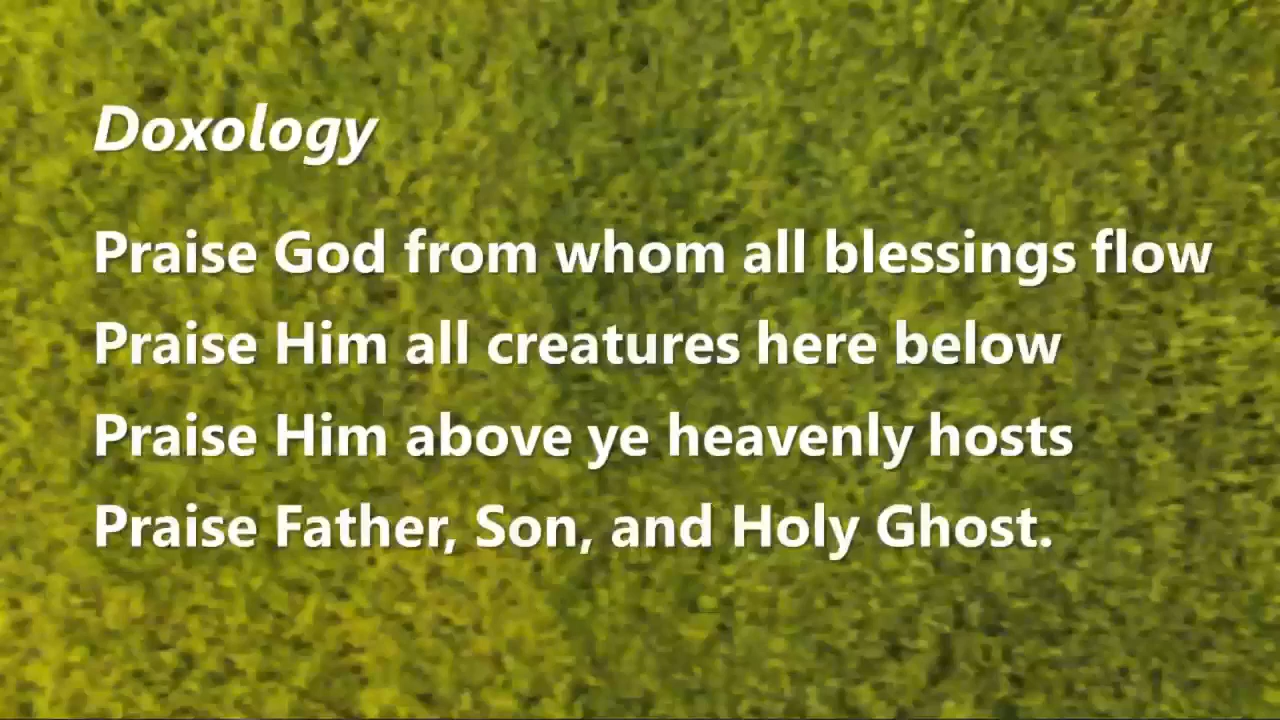 Doxology
Praise God from whom all blessings flow
Praise Him all creatures here below
Praise Him above ye heavenly hosts
Praise Father, Son, and Holy Ghost.